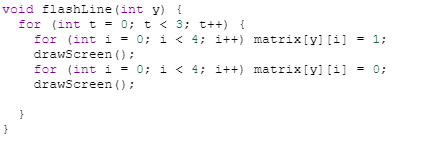 void flashLine(int y) {
  for (int t = 0; t < 3; t++) {
    for (int i = 0; i < 4; i++) matrix[y][i] = 1;
    drawScreen();
    for (int i = 0; i < 4; i++) matrix[y][i] = 0;
    drawScreen();

  }
}